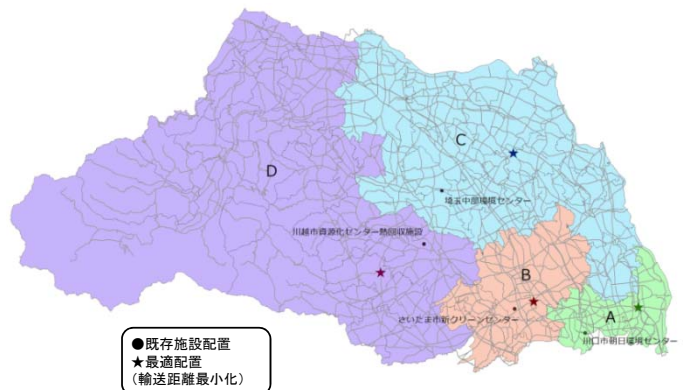 C
D
埼玉中部環境センター
川越市資源化センター熱回収施設
B
さいたま市新クリーンセンター
A
川口市朝日環境センター
●既存施設配置
★最適配置
(輸送距離最小化)